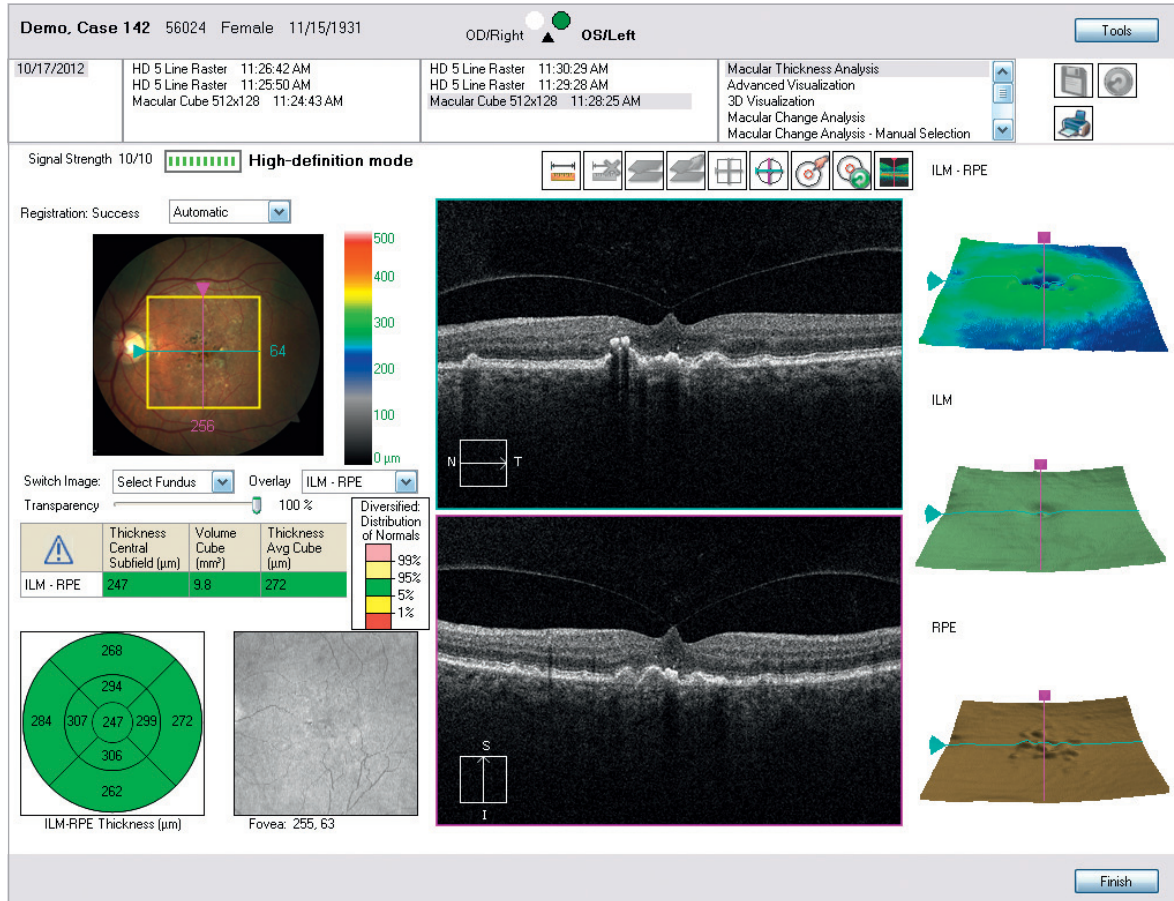 Demo, Case 142 56024 Female 11/15/1931
OD/Right OS/Left
Tools
10/17/2012
HD 5 Line Raster 11:26:42 AM
HD 5 Line Raster 11:25:50 AM
Macular Cube 512x128 11:24:43 AM
HD 5 Line Raster 11:30:29 AM
HD 5 Line Raster 11:29:28 AM
Macular Cube 512x128 11:28:25 AM
Macular Thickness Analysis
Advanced Visualization
3D Visualization
Macular Change Analysis
Macular Change Analysis - Manual Selection
Signal Strength 10/10 High-definition mode
Registration: Success Automatic
500
400
300
200
100
0 µm
64
256
Switch Image: Select Fundus Overlay ILM - RPE
Transparency 100 %
Thickness Central Subfield (µm)
Volume Cube (mm³)
Thickness Avg Cube (µm)
ILM - RPE 247 9.8 272
Diversified:
Distribution
of Normals
99%
95%
5%
1%
268
294
284 307 247 299 272
306
262
ILM-RPE Thickness (µm)
Fovea: 255, 63
N T
S
I
ILM - RPE
ILM
RPE
Finish